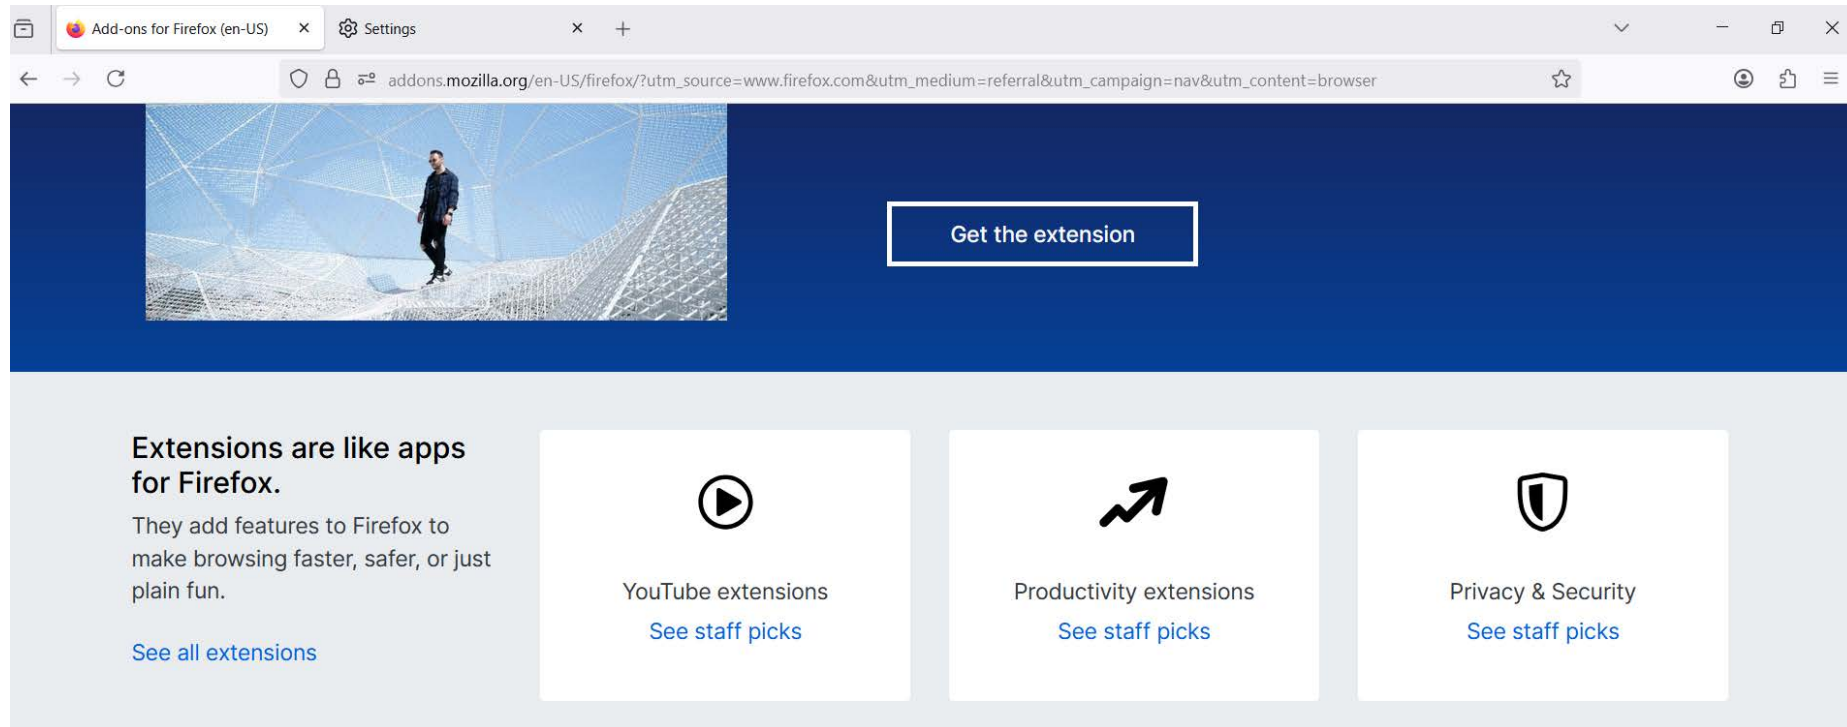 Add-ons for Firefox (en-US)
Settings
addons.mozilla.org/en-US/firefox/?utm_source=www.firefox.com&utm_medium=referral&utm_campaign=nav&utm_content=browser
Get the extension
Extensions are like apps
for Firefox.
They add features to Firefox to
make browsing faster, safer, or just
plain fun.
See all extensions
YouTube extensions
See staff picks
Productivity extensions
See staff picks
Privacy & Security
See staff picks